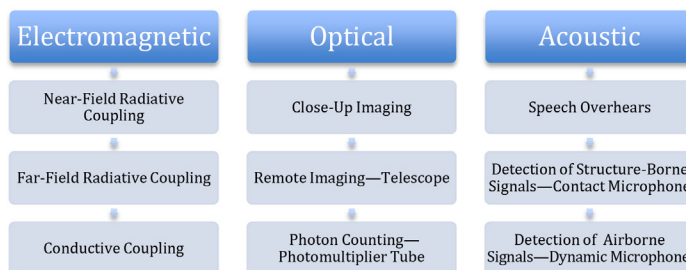 Electromagnetic
Near-Field Radiative
Coupling
Far-Field Radiative Coupling
Conductive Coupling
Optical
Close-Up Imaging
Remote Imaging—Telescope
Photon Counting—
Photomultiplier Tube
Acoustic
Speech Overhears
Detection of Structure-Borne
Signals—Contact Microphone
Detection of Airborne
Signals—Dynamic Microphone